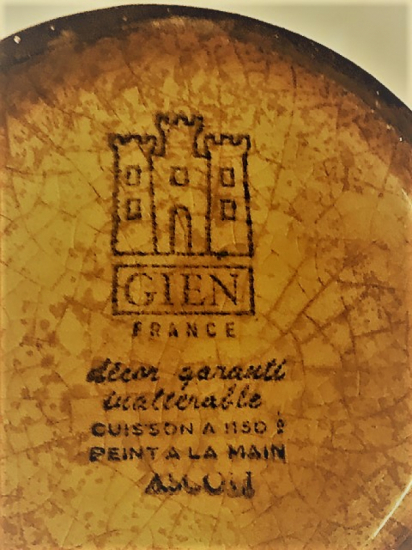 GIEN
FRANCE
décor garanti
inaltérable
CUISSON A 1150°
PEINT A LA MAIN